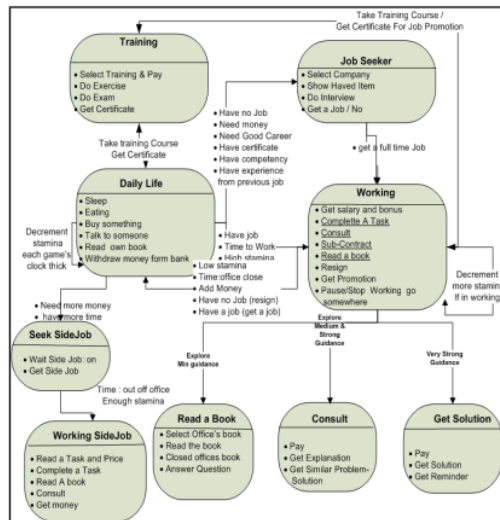 Take Training Course /
Get Certificate For Job Promotion
Training
• Select Training & Pay
• Do Exercise
• Do Exam
• Get Certificate
Job Seeker
• Select Company
• Show Haved Item
• Do Interview
• Get a Job / No
Take training Course
Get Certificate
• Have no Job
• Need money
• Need Good Career
• Have certificate
• Have competency
• Have experience
from previous job
• get a full time Job
Daily Life
• Sleep
• Eating
• Buy something
• Talk to someone
• Read own book
• Withdraw money form bank
Decrement
stamina
each game's
clock thick
• Have job
• Time to Work
• High stamina
Low stamina
Time:office close
• Add Money
• Have no Job (resign)
• Have a job (get a job)
Working
• Get salary and bonus
• Complette A Task
• Consult
• Sub-Contract
• Read a book
• Resign
• Get Promotion
• Pause/Stop Working go
somewhere
Decrement
more stamin
If in working
• Need more money
• have more time
Seek SideJob
• Wait Side Job: on
• Get Side Job
Time : out off office
Enough stamina
Working SideJob
• Read a Task and Price
• Complete a Task
• Read A book
• Consult
• Get money
Explore
Min guidance
Explore
Medium &
Strong
Guidance
Very Strong
Guidance
Read a Book
• Select Office's book
• Read the book
• Closed offices book
• Answer Question
Consult
• Pay
• Get Explanation
• Get Similar Problem-
Solution
Get Solution
• Pay
• Get Solution
• Get Reminder